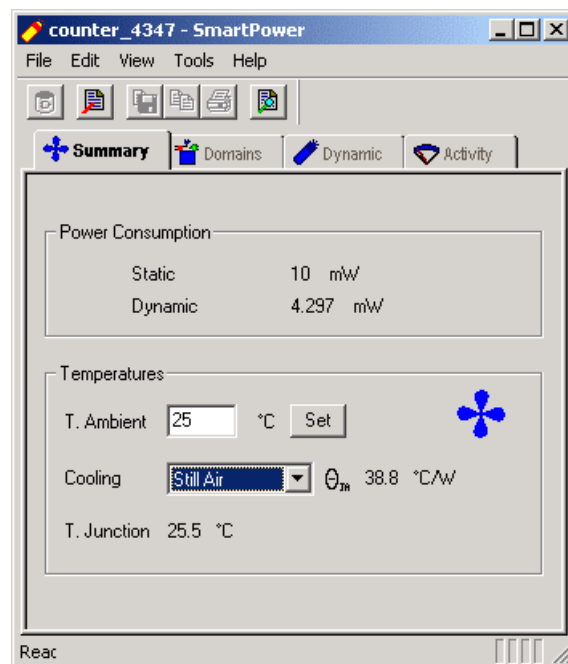 counter_4347 - SmartPower
File Edit View Tools Help
Summary Domains Dynamic Activity
Power Consumption
Static 10 mW
Dynamic 4.297 mW
Temperatures
T. Ambient 25 °C Set
Cooling Still Air θJA 38.8 °C/W
T. Junction 25.5 °C
Reac